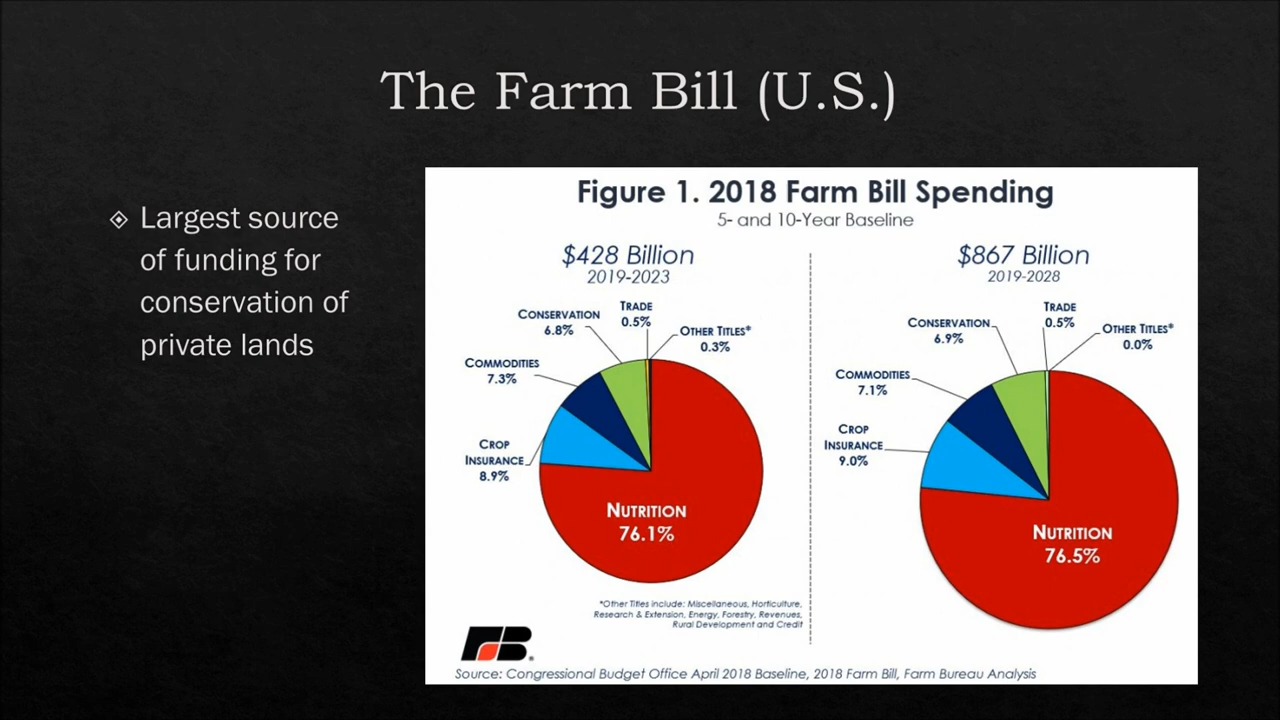 The Farm Bill (U.S.)
Largest source
of funding for
conservation of
private lands
Figure 1. 2018 Farm Bill Spending
5- and 10-Year Baseline
$428 Billion
2019-2023
TRADE
0.5%
CONSERVATION
6.8%
OTHER TITLES*
0.3%
COMMODITIES
7.3%
CROP
INSURANCE
8.9%
NUTRITION
76.1%
*Other Titles include: Miscellaneous, Horticulture,
Research & Extension, Energy, Forestry, Revenues,
Rural Development and Credit
$867 Billion
2019-2028
TRADE
0.5%
CONSERVATION
6.9%
OTHER TITLES*
0.0%
COMMODITIES
7.1%
CROP
INSURANCE
9.0%
NUTRITION
76.5%
FB®
Source: Congressional Budget Office April 2018 Baseline, 2018 Farm Bill, Farm Bureau Analysis